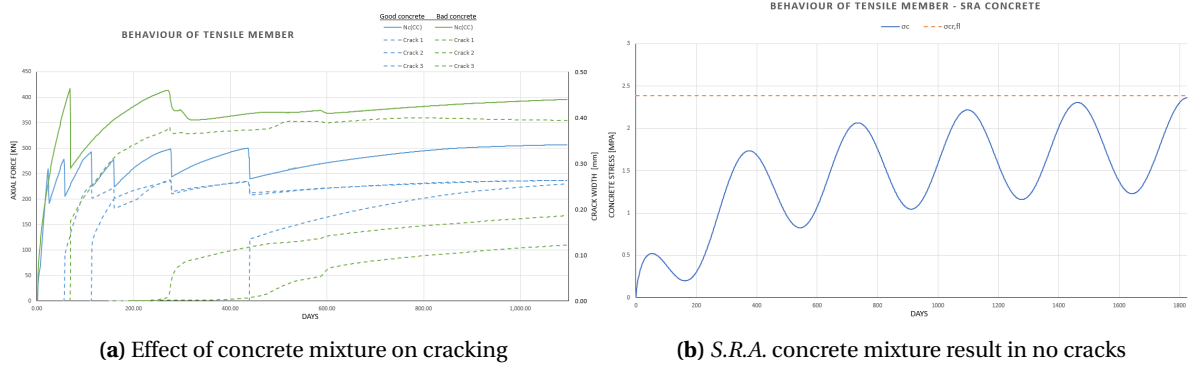 Good concrete Bad concrete
BEHAVIOUR OF TENSILE MEMBER
Nc(CC) Nc(CC)
Crack 1 Crack 1
Crack 2 Crack 2
Crack 3 Crack 3
450
400
350
300
250
200
150
100
50
0
AXIAL FORCE [KN]
0.50
0.40
0.30
0.20
0.10
0.00
CRACK WIDTH [mm]
0.00 200.00 400.00 600.00 800.00 1,000.00
DAYS
(a) Effect of concrete mixture on cracking
BEHAVIOUR OF TENSILE MEMBER - SRA CONCRETE
σc σcr,fl
3
2.5
2
1.5
1
0.5
0
CONCRETE STRESS [MPA]
0 200 400 600 800 1000 1200 1400 1600 1800
DAYS
(b) S.R.A. concrete mixture result in no cracks